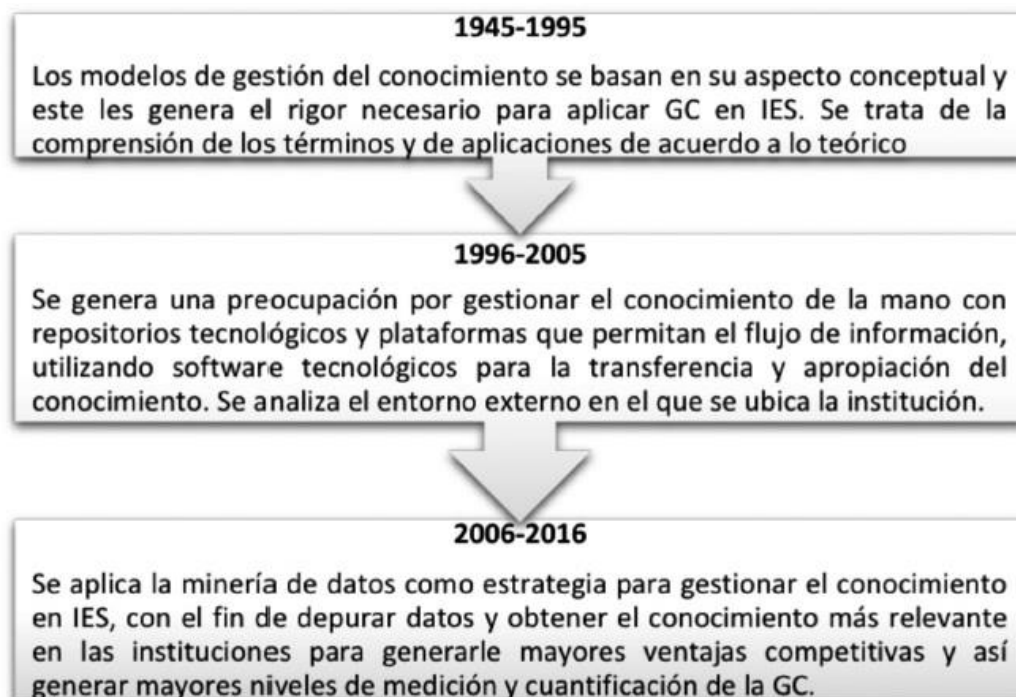 1945-1995
Los modelos de gestión del conocimiento se basan en su aspecto conceptual y
este les genera el rigor necesario para aplicar GC en IES. Se trata de la
comprensión de los términos y de aplicaciones de acuerdo a lo teórico
1996-2005
Se genera una preocupación por gestionar el conocimiento de la mano con
repositorios tecnológicos y plataformas que permitan el flujo de información,
utilizando software tecnológicos para la transferencia y apropiación del
conocimiento. Se analiza el entorno externo en el que se ubica la institución.
2006-2016
Se aplica la minería de datos como estrategia para gestionar el conocimiento
en IES, con el fin de depurar datos y obtener el conocimiento más relevante
en las instituciones para generarle mayores ventajas competitivas y así
generar mayores niveles de medición y cuantificación de la GC.